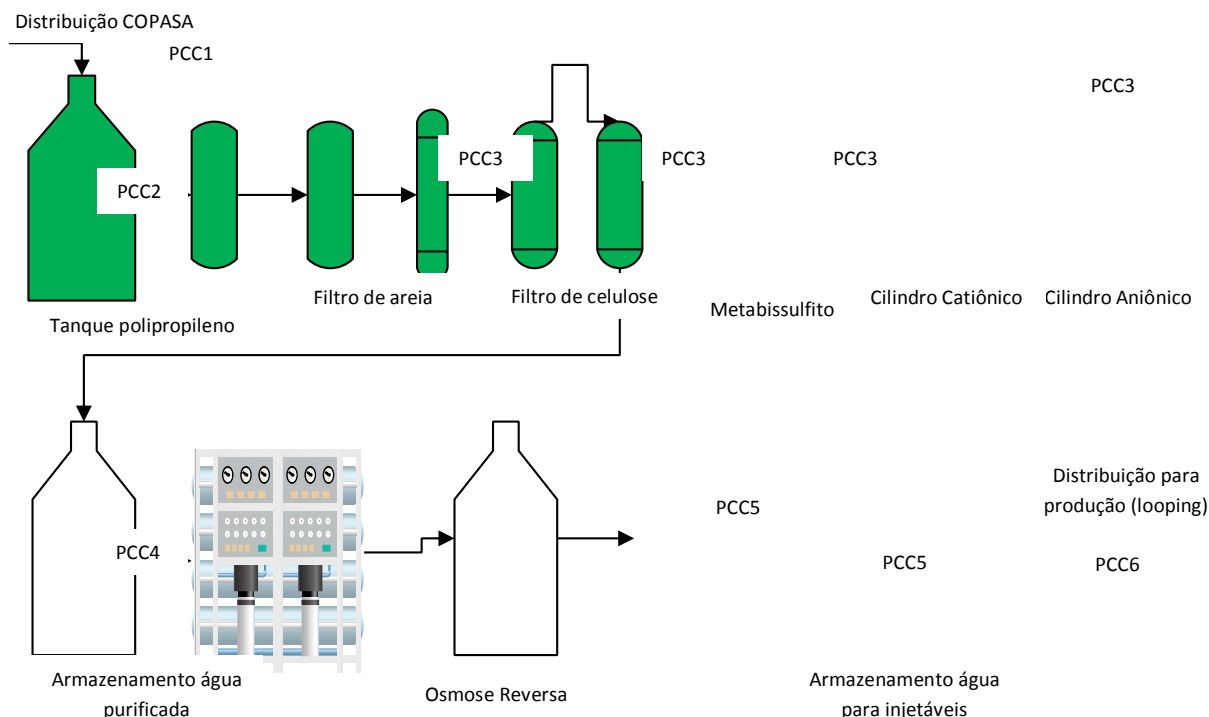 Distribuição COPASA
PCC1
PCC3
PCC2
PCC3
PCC3
PCC3
Tanque polipropileno
Filtro de areia
Filtro de celulose
Metabissulfito
Cilindro Catiônico
Cilindro Aniônico
PCC4
PCC5
Distribuição para
produção (looping)
PCC5
PCC6
Armazenamento água
purificada
Osmose Reversa
Armazenamento água
para injetáveis